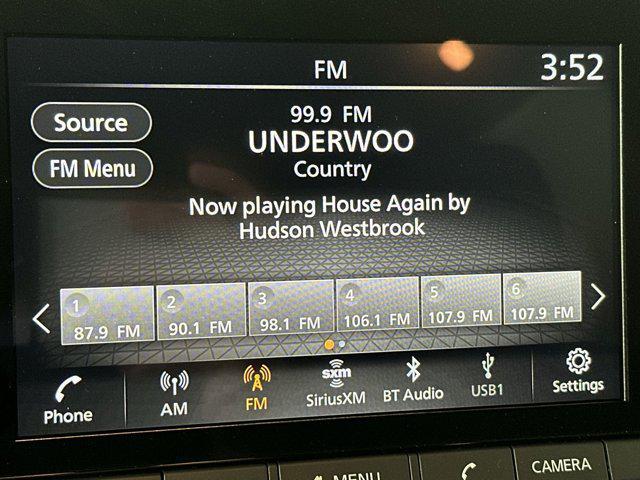 FM
3:52
Source
99.9 FM
UNDERWOO
FM Menu
Country
Now playing House Again by
Hudson Westbrook
1
87.9 FM
2
90.1 FM
3
98.1 FM
4
106.1 FM
5
107.9 FM
6
107.9 FM
Phone
AM
FM
sxm
SiriusXM
BT Audio
USB1
Settings
MENU
CAMERA